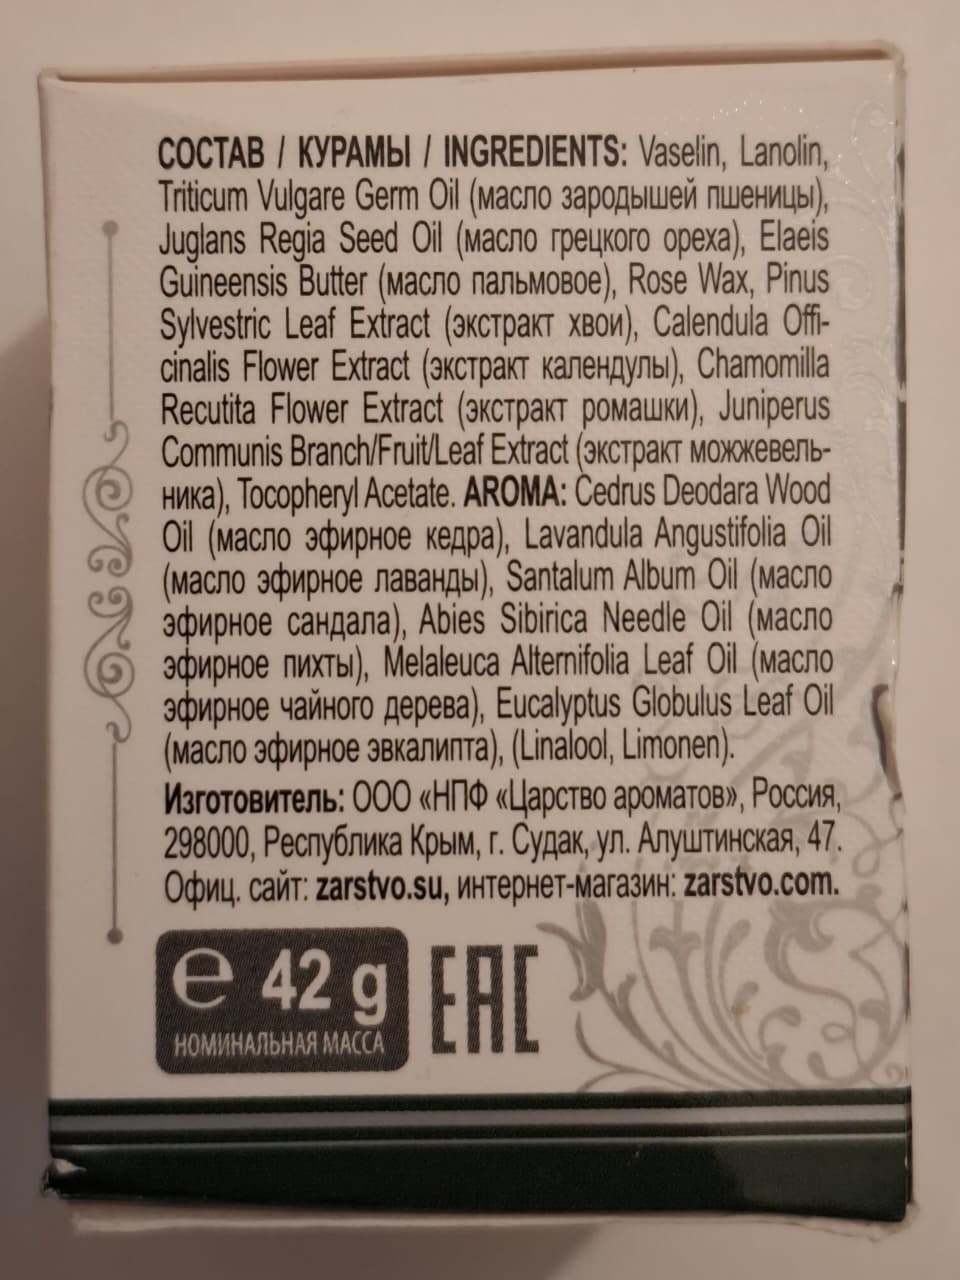 СОСТАВ / КУРАМЫ / INGREDIENTS: Vaselin, Lanolin,
Triticum Vulgare Germ Oil (масло зародышей пшеницы),
Juglans Regia Seed Oil (масло грецкого ореха), Elaeis
Guineensis Butter (масло пальмовое), Rose Wax, Pinus
Sylvestric Leaf Extract (экстракт хвои), Calendula Offi-
cinalis Flower Extract (экстракт календулы), Chamomilla
Recutita Flower Extract (экстракт ромашки), Juniperus
Communis Branch/Fruit/Leaf Extract (экстракт можжевель-
ника), Tocopheryl Acetate. AROMA: Cedrus Deodara Wood
Oil (масло эфирное кедра), Lavandula Angustifolia Oil
(масло эфирное лаванды), Santalum Album Oil (масло
эфирное сандала), Abies Sibirica Needle Oil (масло
эфирное пихты), Melaleuca Alternifolia Leaf Oil (масло
эфирное чайного дерева), Eucalyptus Globulus Leaf Oil
(масло эфирное эвкалипта), (Linalool, Limonen).
Изготовитель: ООО «НПФ «Царство ароматов», Россия,
298000, Республика Крым, г. Судак, ул. Алуштинская, 47.
Офиц. сайт: zarstvo.su, интернет-магазин: zarstvo.com.
℮ 42 g
НОМИНАЛЬНАЯ МАССА
EAC